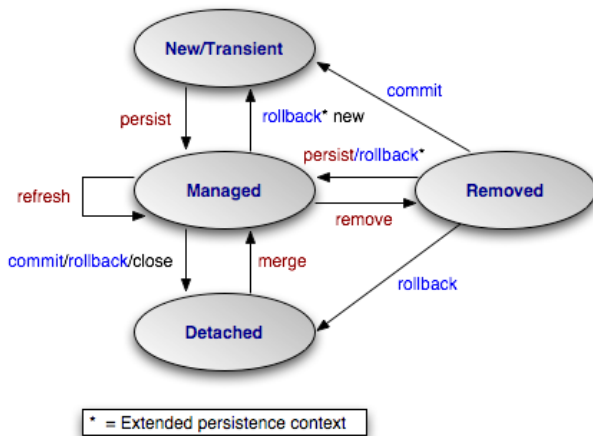 New/Transient
commit
persist
rollback* new
persist/rollback*
refresh
Managed
Removed
remove
commit/rollback/close
merge
rollback
Detached
* = Extended persistence context